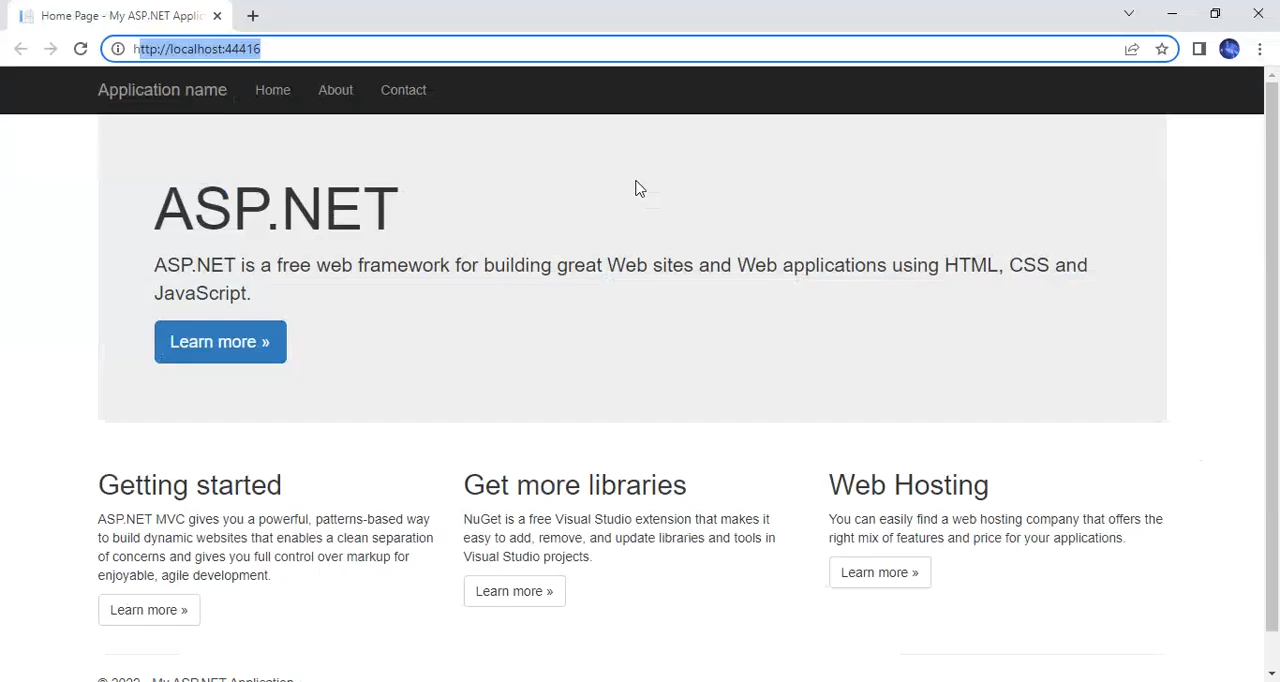 Home Page - My ASP.NET Applic
http://localhost:44416
Application name
Home
About
Contact
ASP.NET
ASP.NET is a free web framework for building great Web sites and Web applications using HTML, CSS and
JavaScript.
Learn more »
Getting started
ASP.NET MVC gives you a powerful, patterns-based way
to build dynamic websites that enables a clean separation
of concerns and gives you full control over markup for
enjoyable, agile development.
Learn more »
Get more libraries
NuGet is a free Visual Studio extension that makes it
easy to add, remove, and update libraries and tools in
Visual Studio projects.
Learn more »
Web Hosting
You can easily find a web hosting company that offers the
right mix of features and price for your applications.
Learn more »
© 2022 - My ASP.NET Application